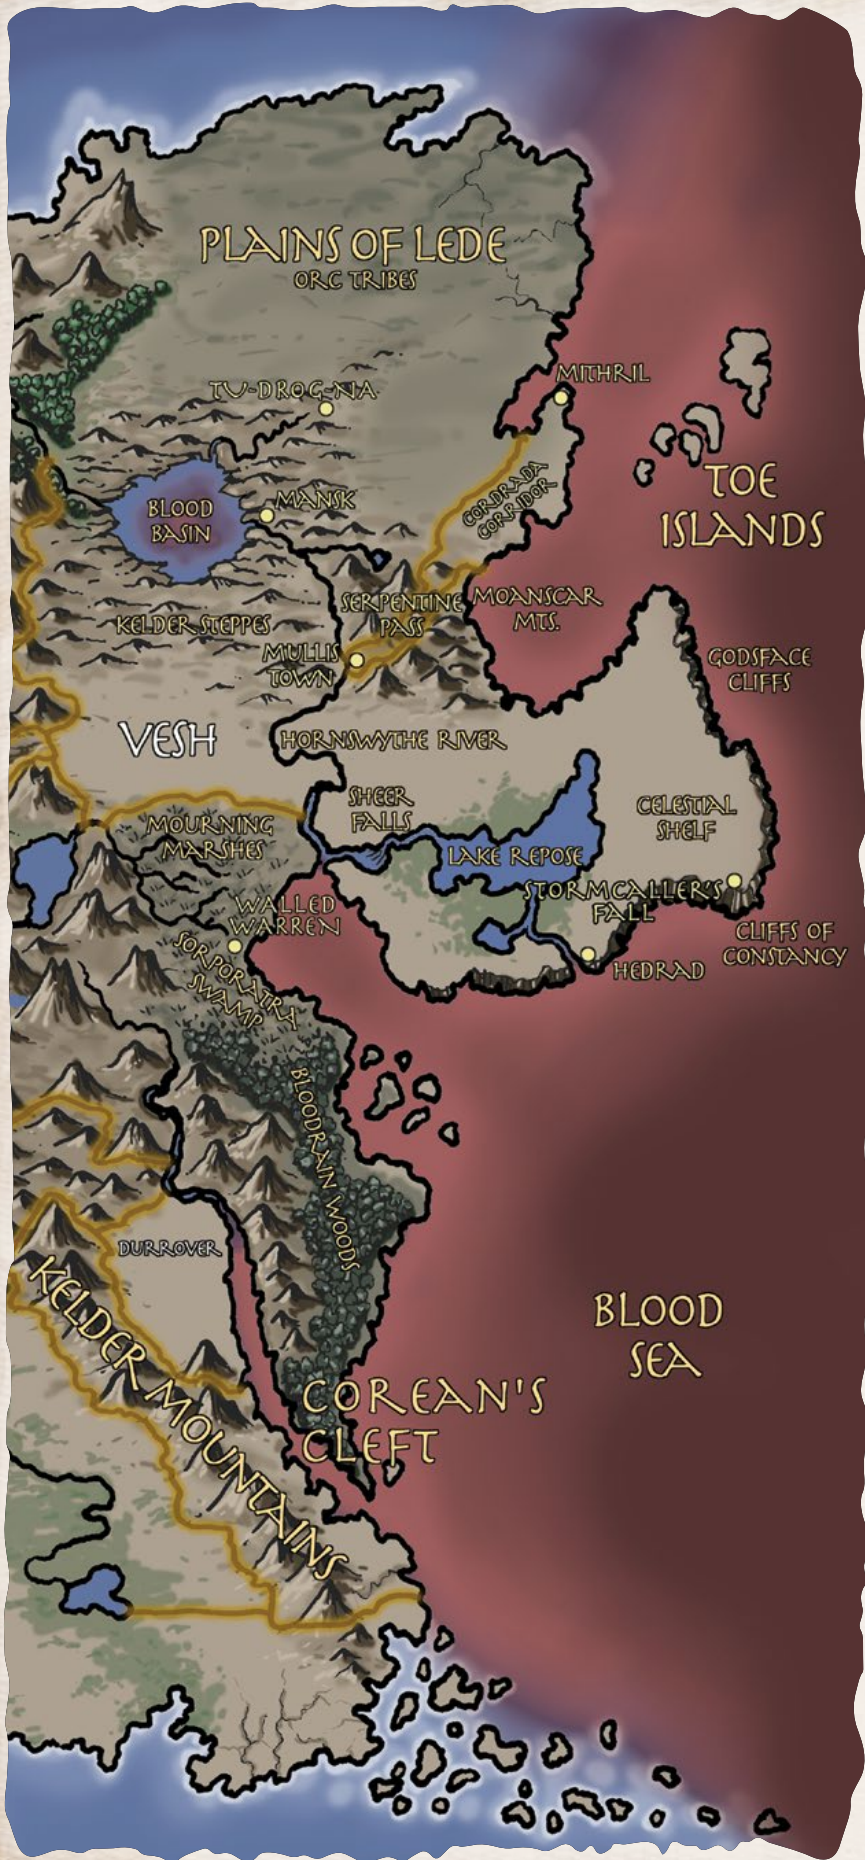 PLAINS OF LEDE
ORC TRIBES
MITHRIL
TU-DROG-NA
TOE
ISLANDS
CORDRADA
CORRIDOR
BLOOD
BASIN
MANSK
SERPENTINE
PASS
MOANSCAR
MTS.
KELDER STEPPES
MULLIS
TOWN
GODSFACE
CLIFFS
VESH
HORNSWYTHE RIVER
SHEER
FALLS
CELESTIAL
SHELF
MOURNING
MARSHES
LAKE REPOSE
STORMCALLER'S
FALL
WALLED
WARREN
CLIFFS OF
CONSTANCY
SORPORATRA
SWAMP
HEDRAD
BLOODRAIN WOODS
DURROVER
KELDER MOUNTAINS
BLOOD
SEA
COREAN'S
CLEFT